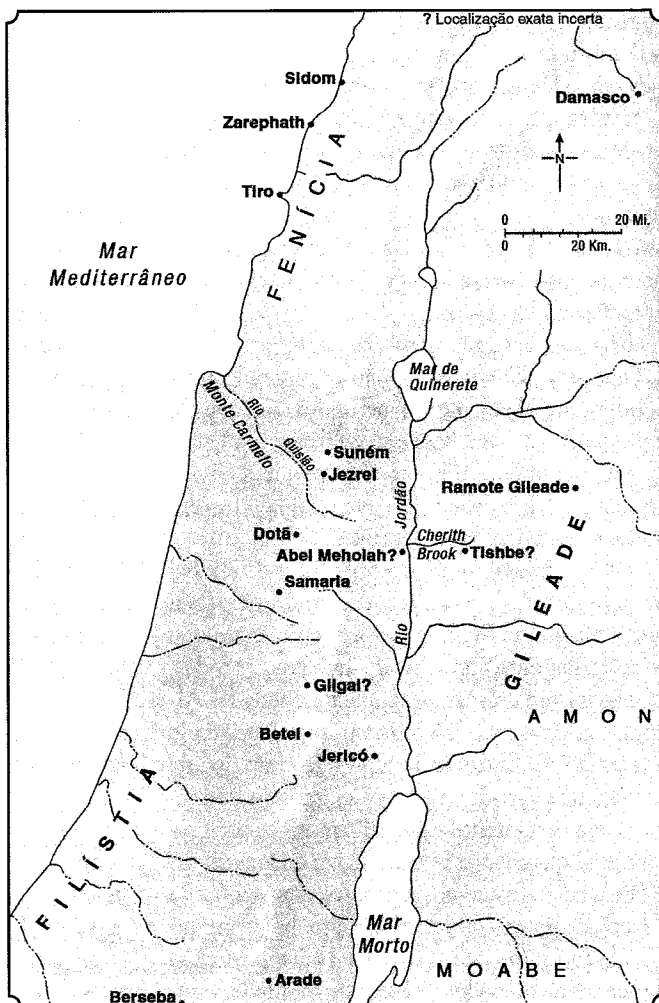 ? Localização exata incerta
Sidom
Damasco
Zarephath
FENÍCIA
N
Tiro
0 20 Mi.
0 20 Km.
Mar
Mediterrâneo
Mar de
Quinerete
Monte Carmelo
Rio
Quisião
Suném
Jezrel
Ramote Gileade
Jordão
Dotã
Cherith
Brook
Abel Meholah?
Tishbe?
Samaria
Rio
GILEADE
Gilgal?
AMON
Betel
Jericó
FILÍSTIA
Mar
Morto
MOABE
Arade
Berseba